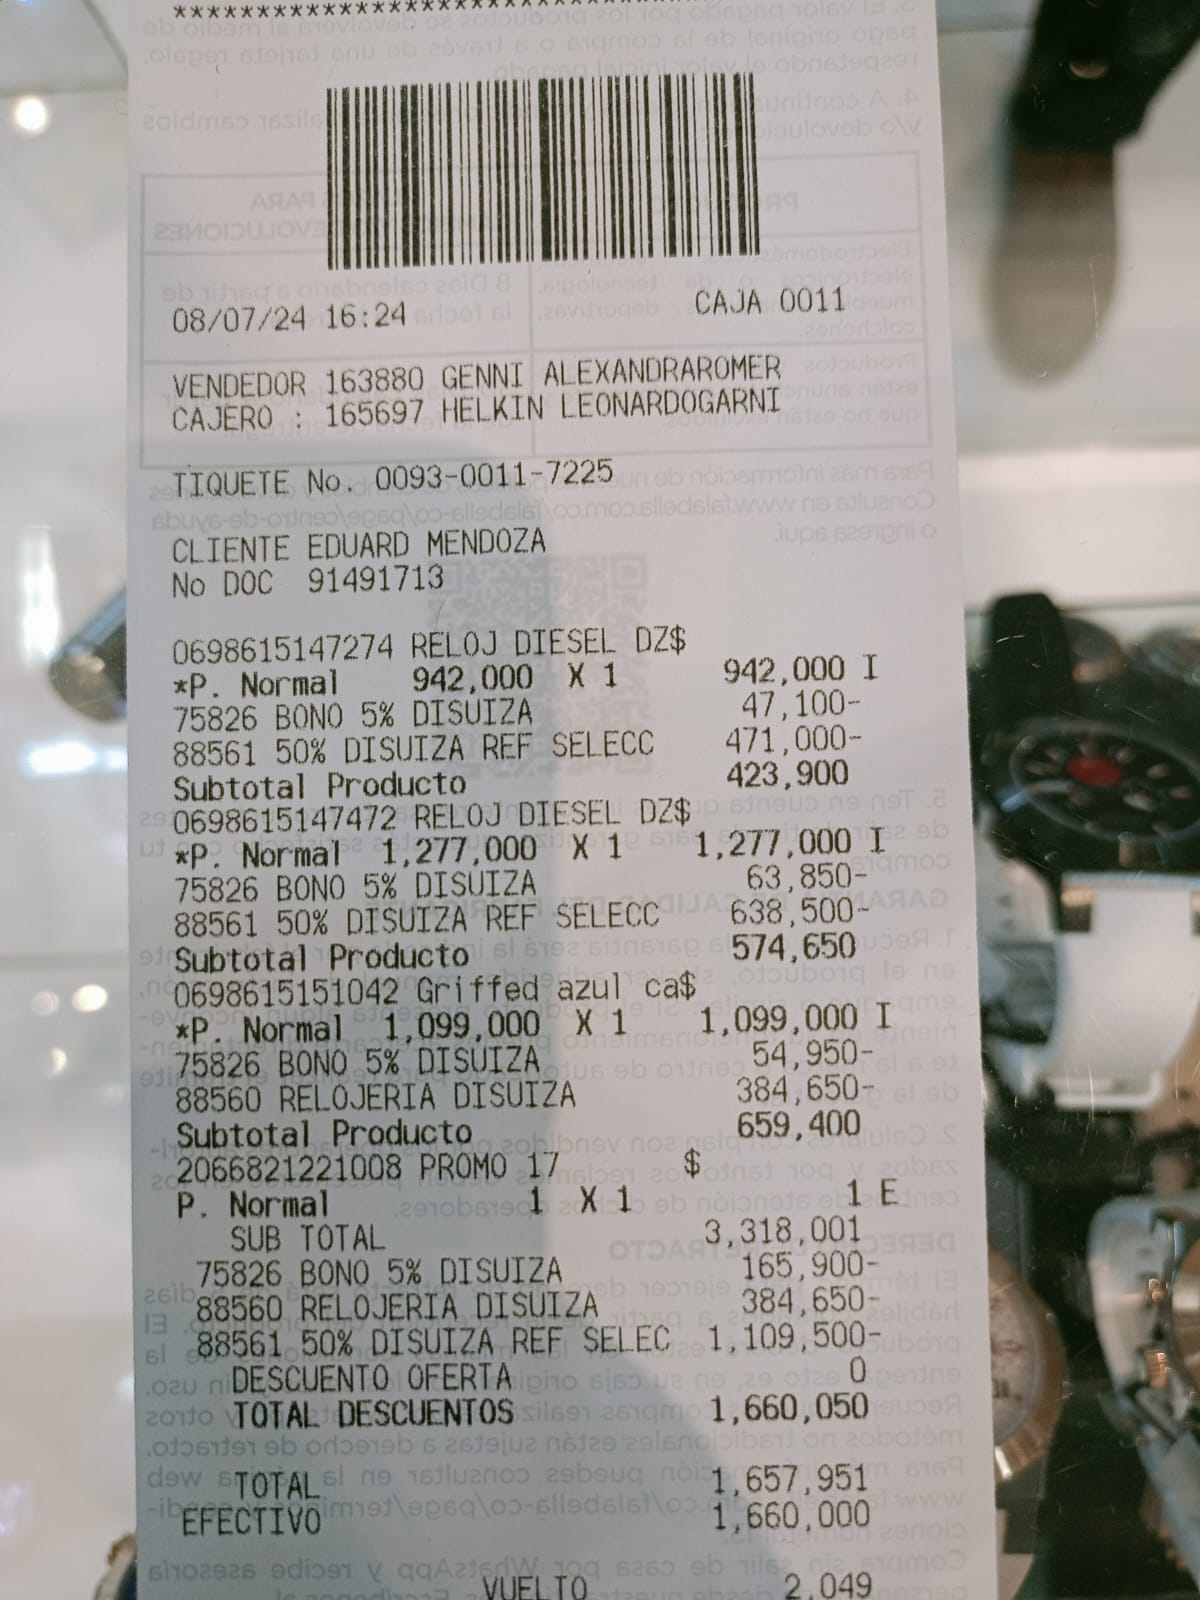 ********************************************
08/07/24 16:24 CAJA 0011
VENDEDOR 163880 GENNI ALEXANDRAROMER
CAJERO : 165697 HELKIN LEONARDOGARNI
TIQUETE No. 0093-0011-7225
CLIENTE EDUARD MENDOZA
No DOC 91491713
0698615147274 RELOJ DIESEL DZ$
*P. Normal 942,000 X 1 942,000 I
75826 BONO 5% DISUIZA 47,100-
88561 50% DISUIZA REF SELECC 471,000-
Subtotal Producto 423,900
0698615147472 RELOJ DIESEL DZ$
*P. Normal 1,277,000 X 1 1,277,000 I
75826 BONO 5% DISUIZA 63,850-
88561 50% DISUIZA REF SELECC 638,500-
Subtotal Producto 574,650
0698615151042 Griffed azul ca$
*P. Normal 1,099,000 X 1 1,099,000 I
75826 BONO 5% DISUIZA 54,950-
88560 RELOJERIA DISUIZA 384,650-
Subtotal Producto 659,400
2066821221008 PROMO 17 $
P. Normal 1 X 1 1 E
SUB TOTAL 3,318,001
75826 BONO 5% DISUIZA 165,900-
88560 RELOJERIA DISUIZA 384,650-
88561 50% DISUIZA REF SELEC 1,109,500-
DESCUENTO OFERTA 0
TOTAL DESCUENTOS 1,660,050
TOTAL 1,657,951
EFECTIVO 1,660,000
VUELTO 2,049